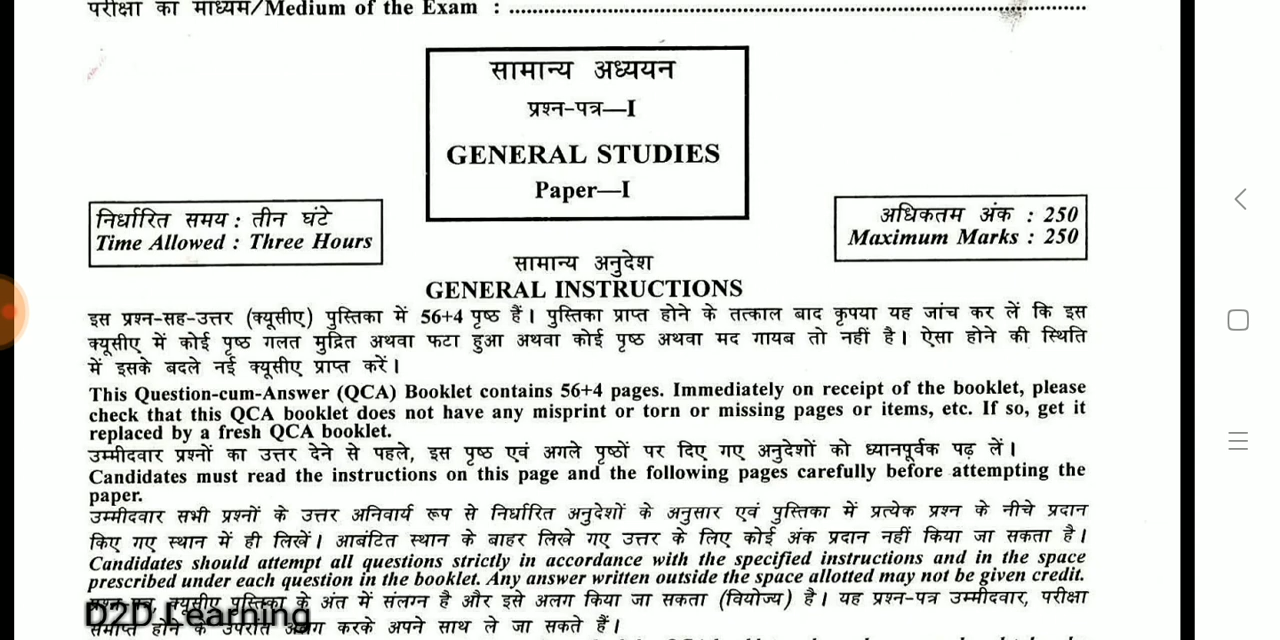 परीक्षा का माध्यम/Medium of the Exam : ................................................................
सामान्य अध्ययन
प्रश्न-पत्र—I
GENERAL STUDIES
Paper—I
निर्धारित समय : तीन घंटे
Time Allowed : Three Hours
अधिकतम अंक : 250
Maximum Marks : 250
सामान्य अनुदेश
GENERAL INSTRUCTIONS
इस प्रश्न-सह-उत्तर (क्यूसीए) पुस्तिका में 56+4 पृष्ठ हैं। पुस्तिका प्राप्त होने के तत्काल बाद कृपया यह जांच कर लें कि इस
क्यूसीए में कोई पृष्ठ गलत मुद्रित अथवा फटा हुआ अथवा कोई पृष्ठ अथवा मद गायब तो नहीं है। ऐसा होने की स्थिति
में इसके बदले नई क्यूसीए प्राप्त करें।
This Question-cum-Answer (QCA) Booklet contains 56+4 pages. Immediately on receipt of the booklet, please
check that this QCA booklet does not have any misprint or torn or missing pages or items, etc. If so, get it
replaced by a fresh QCA booklet.
उम्मीदवार प्रश्नों का उत्तर देने से पहले, इस पृष्ठ एवं अगले पृष्ठों पर दिए गए अनुदेशों को ध्यानपूर्वक पढ़ लें।
Candidates must read the instructions on this page and the following pages carefully before attempting the
paper.
उम्मीदवार सभी प्रश्नों के उत्तर अनिवार्य रूप से निर्धारित अनुदेशों के अनुसार एवं पुस्तिका में प्रत्येक प्रश्न के नीचे प्रदान
किए गए स्थान में ही लिखें। आबंटित स्थान के बाहर लिखे गए उत्तर के लिए कोई अंक प्रदान नहीं किया जा सकता है।
Candidates should attempt all questions strictly in accordance with the specified instructions and in the space
prescribed under each question in the booklet. Any answer written outside the space allotted may not be given credit.
प्रश्न-पत्र, क्यूसीए पुस्तिका के अंत में संलग्न है और इसे अलग किया जा सकता (वियोज्य) है। यह प्रश्न-पत्र उम्मीदवार, परीक्षा
समाप्त होने के उपरांत अलग करके अपने साथ ले जा सकते हैं।
D2D Learning